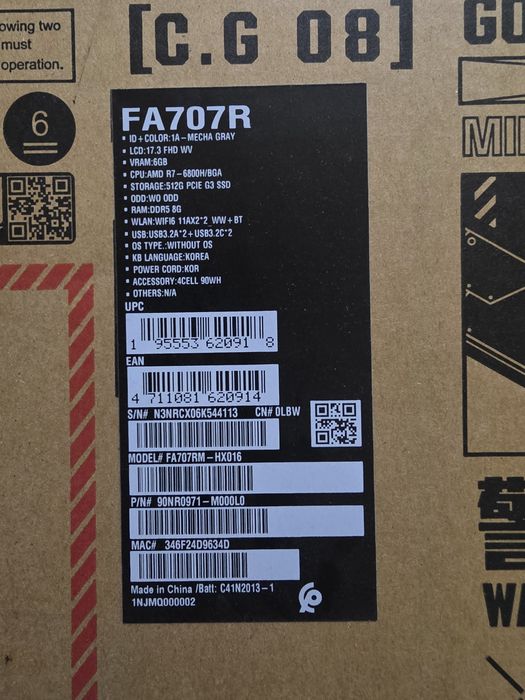 owing two
must
operation.
[C.G 08]
GO
6
MI
FA707R
▪ ID+COLOR:1A-MECHA GRAY
▪ LCD:17.3 FHD WV
▪ VRAM:6GB
▪ CPU:AMD R7-6800H/BGA
▪ STORAGE:512G PCIE G3 SSD
▪ ODD:WO ODD
▪ RAM:DDR5 8G
▪ WLAN:WIFI6 11AX2*2 WW+BT
▪ USB:USB3.2A*2+USB3.2C*2
▪ OS TYPE.:WITHOUT OS
▪ KB LANGUAGE:KOREA
▪ POWER CORD:KOR
▪ ACCESSORY:4CELL 90WH
▪ OTHERS:N/A
UPC
1 95553 62091 8
EAN
4 711081 620914
S/N# N3NRCX06K544113 CN# 0LBW
MODEL# FA707RM-HX016
P/N# 90NR0971-M000L0
MAC# 346F24D9634D
Made in China /Batt: C41N2013-1
1NJMQ000002
警
WA